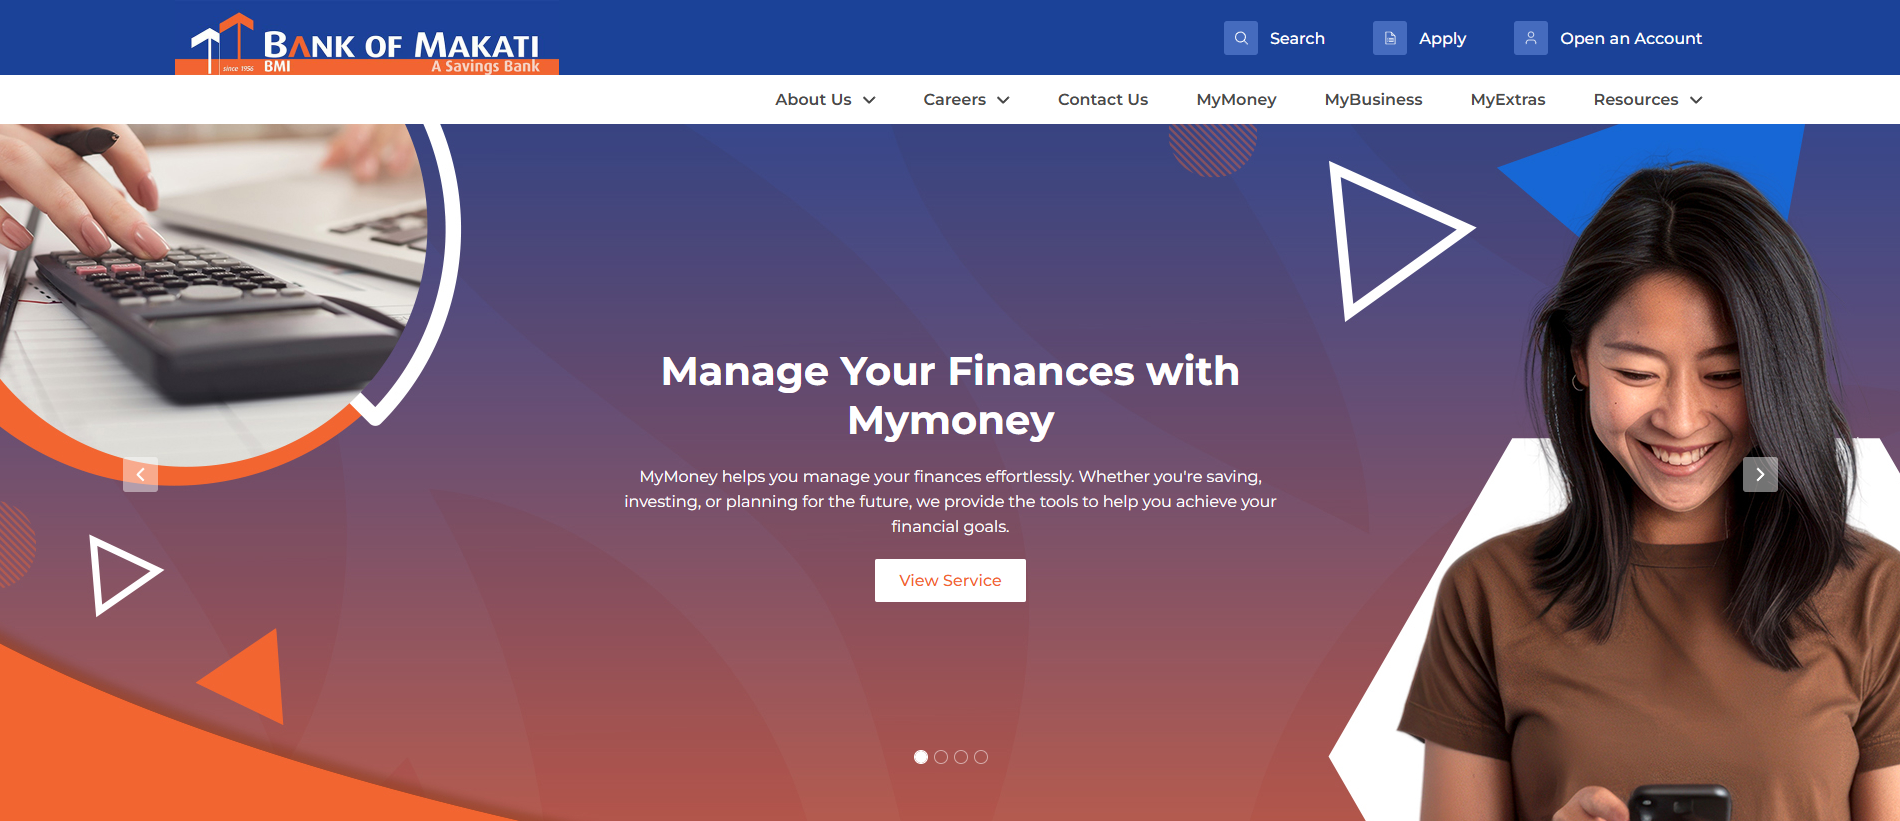 BANK OF MAKATI
since 1956 BMI A Savings Bank
Search
Apply
Open an Account
About Us
Careers
Contact Us
MyMoney
MyBusiness
MyExtras
Resources
Manage Your Finances with
Mymoney
MyMoney helps you manage your finances effortlessly. Whether you're saving,
investing, or planning for the future, we provide the tools to help you achieve your
financial goals.
View Service